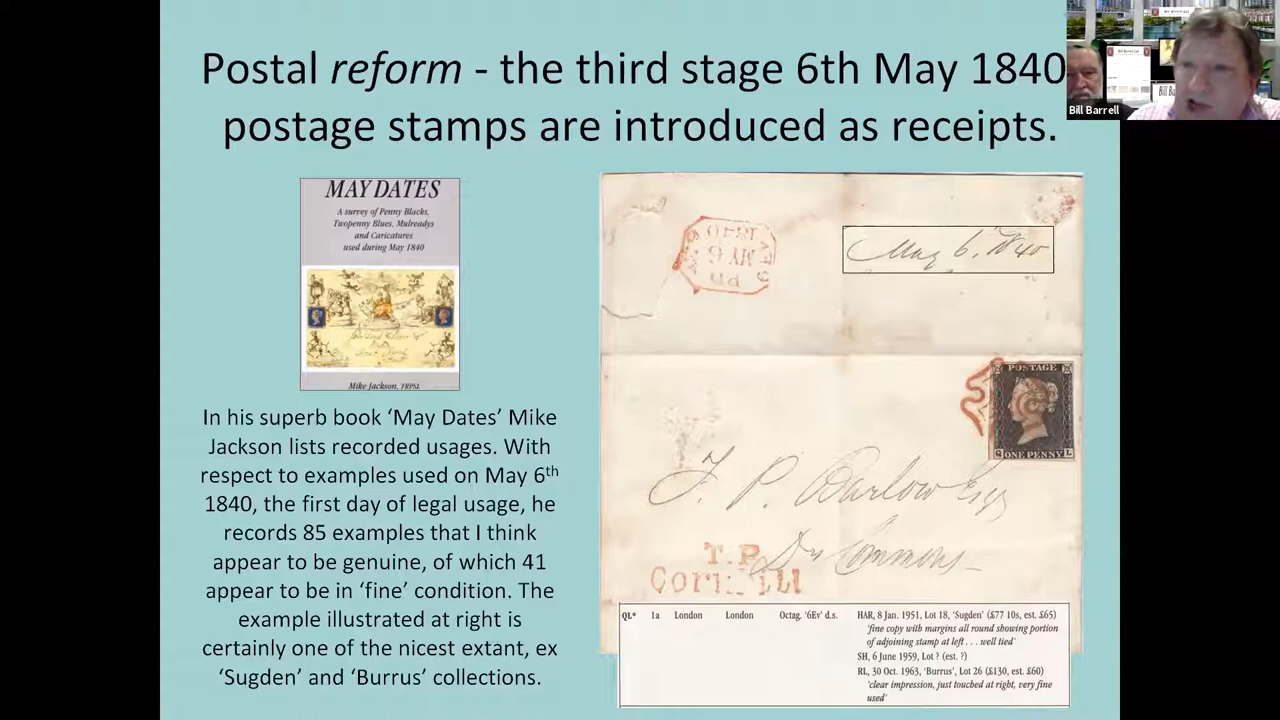 Postal reform - the third stage 6th May 1840
postage stamps are introduced as receipts.
Bill Barrell
MAY DATES
A survey of Penny Blacks,
Twopenny Blues, Mulreadys
and Caricatures
used during May 1840
Mike Jackson, FRPSL
In his superb book ‘May Dates’ Mike
Jackson lists recorded usages. With
respect to examples used on May 6th
1840, the first day of legal usage, he
records 85 examples that I think
appear to be genuine, of which 41
appear to be in ‘fine’ condition. The
example illustrated at right is
certainly one of the nicest extant, ex
‘Sugden’ and ‘Burrus’ collections.
May 6. 1840
POSTAGE
Q ONE PENNY L
Barlow Esqr
Commons
T.P
QL* 1a London London Octag. '6Ev' d.s. HAR, 8 Jan. 1951, Lot 18, 'Sugden' (£77 10s, est. £65)
'fine copy with margins all round showing portion
of adjoining stamp at left . . . well tied'
SH, 6 June 1959, Lot ? (est. ?)
RL, 30 Oct. 1963, 'Burrus', Lot 26 (£130, est. £60)
'clear impression, just touched at right, very fine
used'